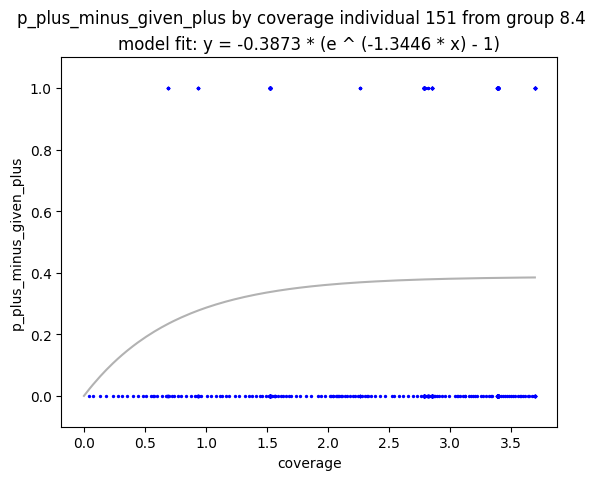 p_plus_minus_given_plus by coverage individual 151 from group 8.4
model fit: y = -0.3873 * (e ^ (-1.3446 * x) - 1)
1.0
0.8
0.6
0.4
0.2
0.0
p_plus_minus_given_plus
0.0 0.5 1.0 1.5 2.0 2.5 3.0 3.5
coverage